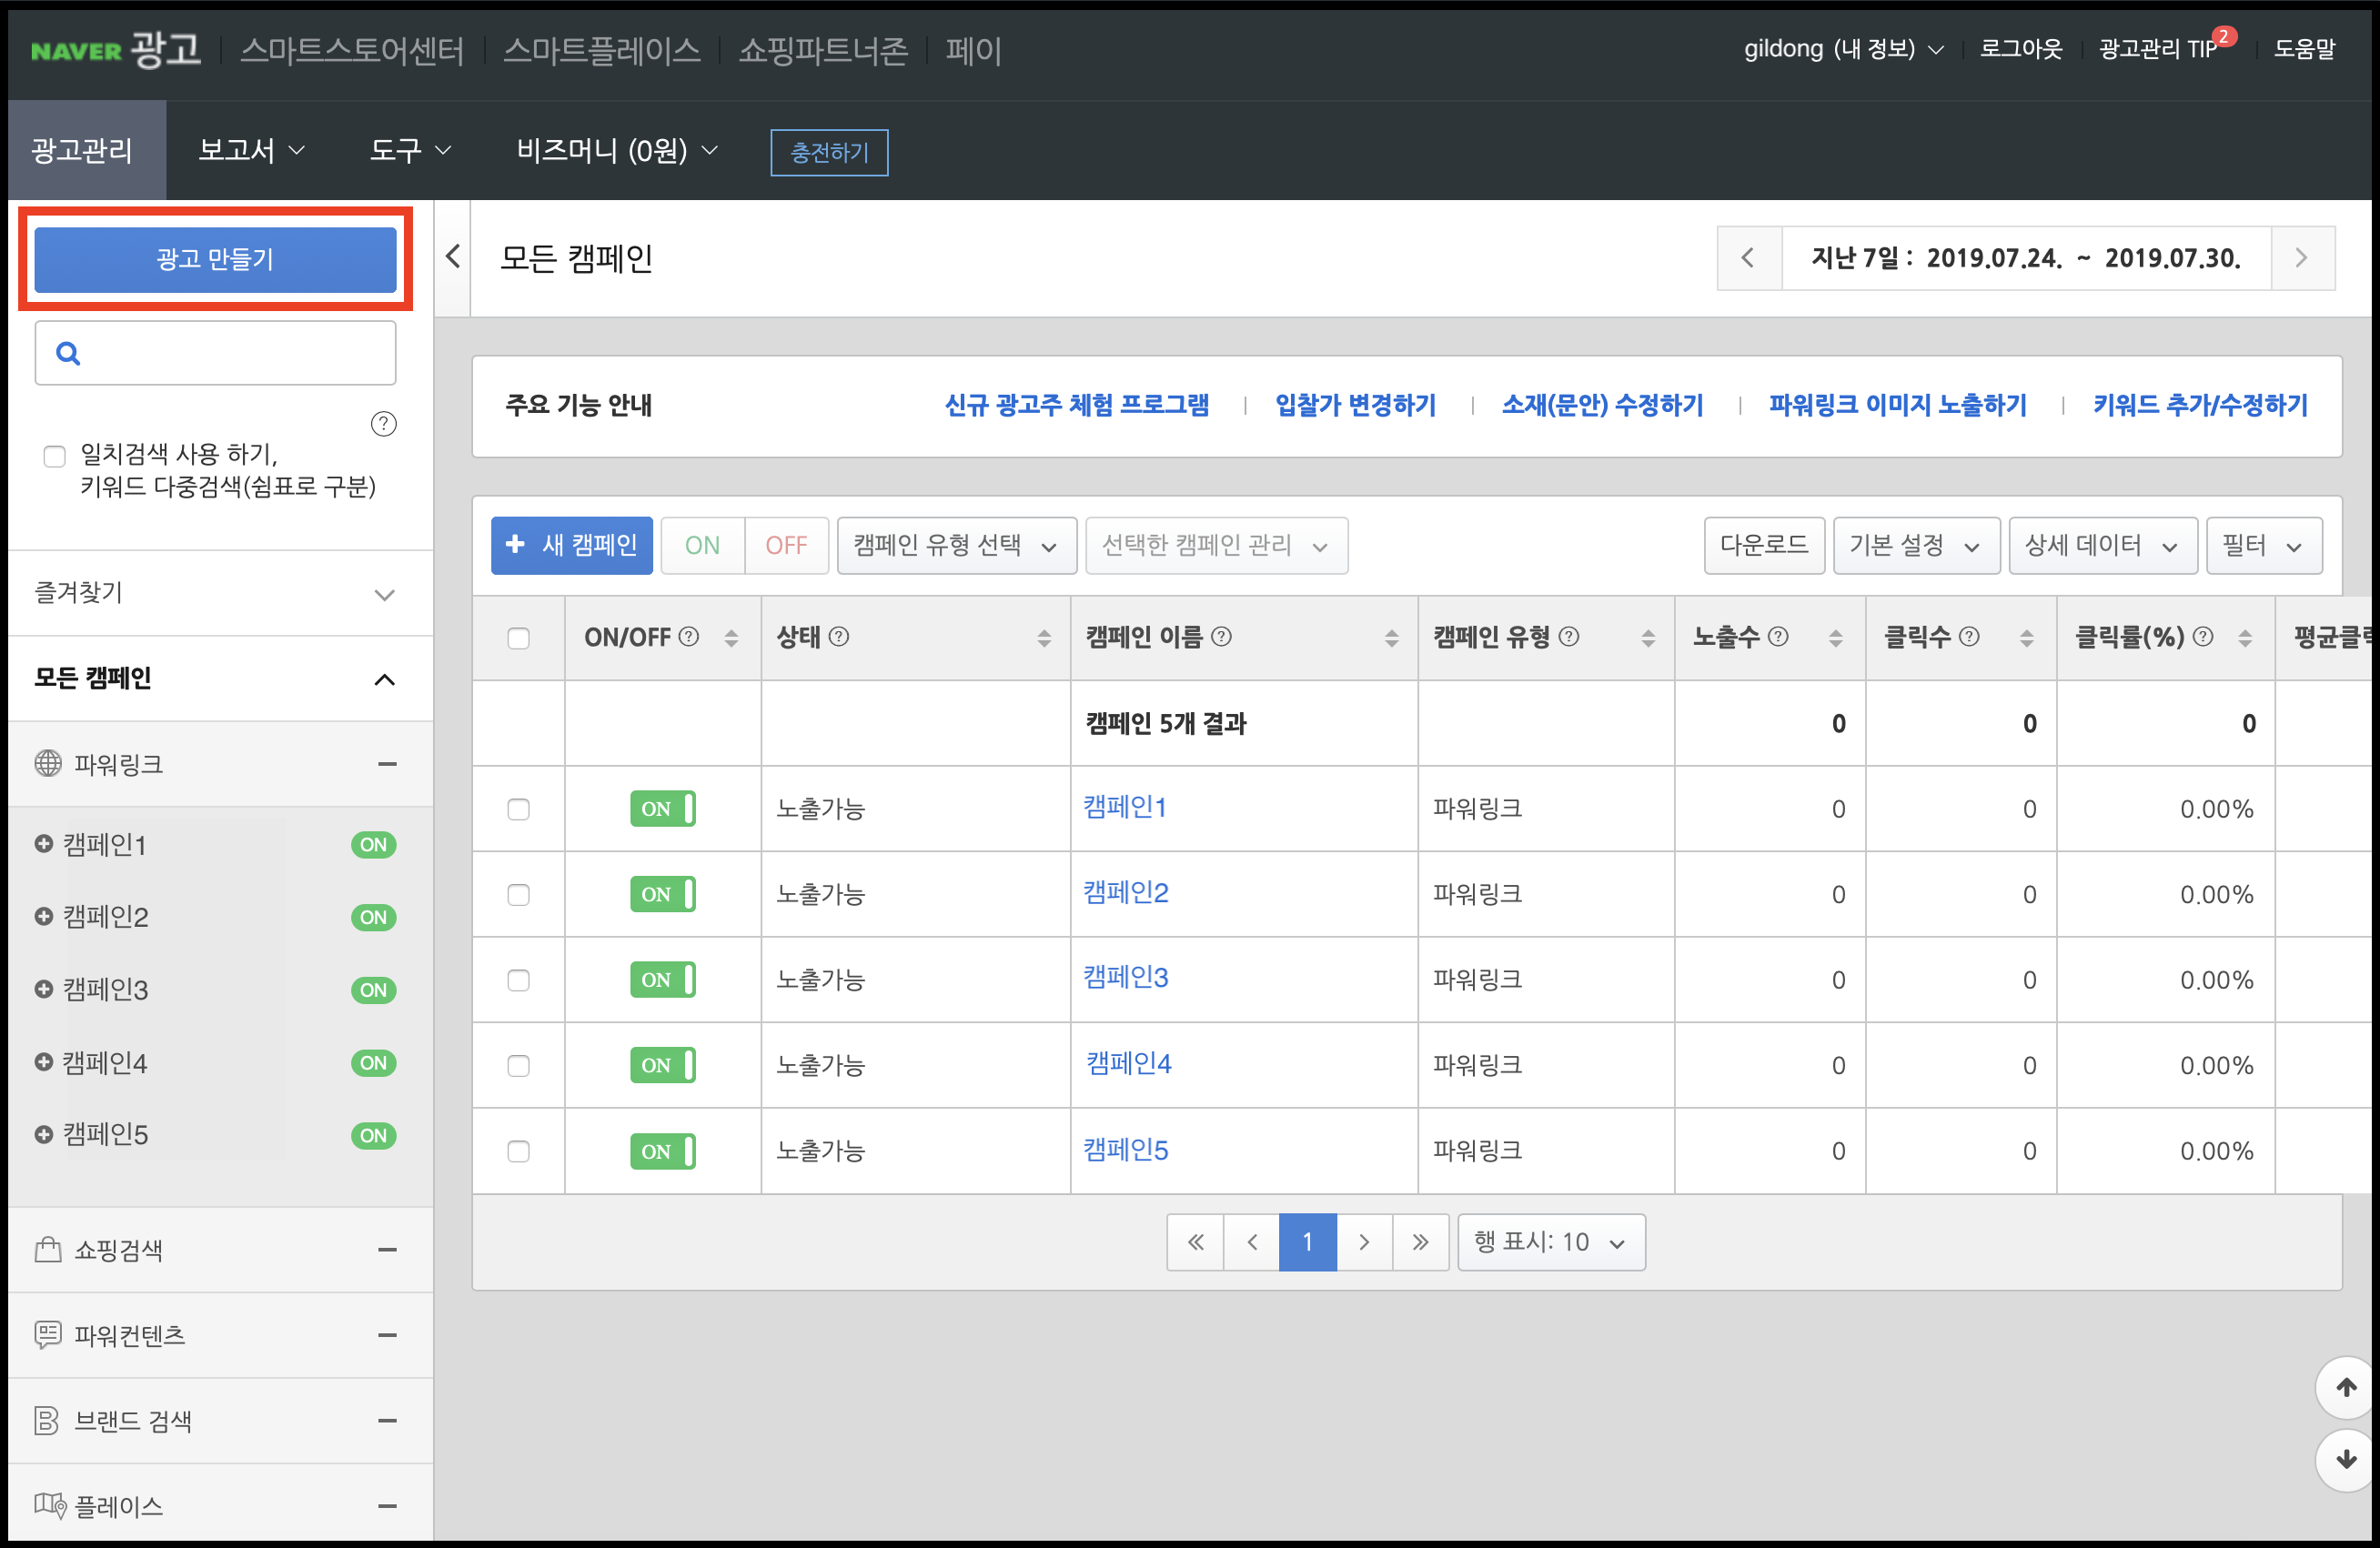 NAVER 광고 스마트스토어센터 스마트플레이스 쇼핑파트너존 페이 gildong (내 정보) 로그아웃 광고관리 TIP 2 도움말
광고관리 보고서 도구 비즈머니 (0원) 충전하기
광고 만들기
일치검색 사용 하기,
키워드 다중검색(쉼표로 구분)
즐겨찾기
모든 캠페인
파워링크
캠페인1 ON
캠페인2 ON
캠페인3 ON
캠페인4 ON
캠페인5 ON
쇼핑검색
파워컨텐츠
브랜드 검색
플레이스
모든 캠페인 지난 7일 : 2019.07.24. ~ 2019.07.30.
주요 기능 안내 신규 광고주 체험 프로그램 입찰가 변경하기 소재(문안) 수정하기 파워링크 이미지 노출하기 키워드 추가/수정하기
+ 새 캠페인 ON OFF 캠페인 유형 선택 선택한 캠페인 관리 다운로드 기본 설정 상세 데이터 필터
ON/OFF ? 상태 ? 캠페인 이름 ? 캠페인 유형 ? 노출수 ? 클릭수 ? 클릭률(%) ? 평균클
캠페인 5개 결과 0 0 0
ON 노출가능 캠페인1 파워링크 0 0 0.00%
ON 노출가능 캠페인2 파워링크 0 0 0.00%
ON 노출가능 캠페인3 파워링크 0 0 0.00%
ON 노출가능 캠페인4 파워링크 0 0 0.00%
ON 노출가능 캠페인5 파워링크 0 0 0.00%
« < 1 > » 행 표시: 10